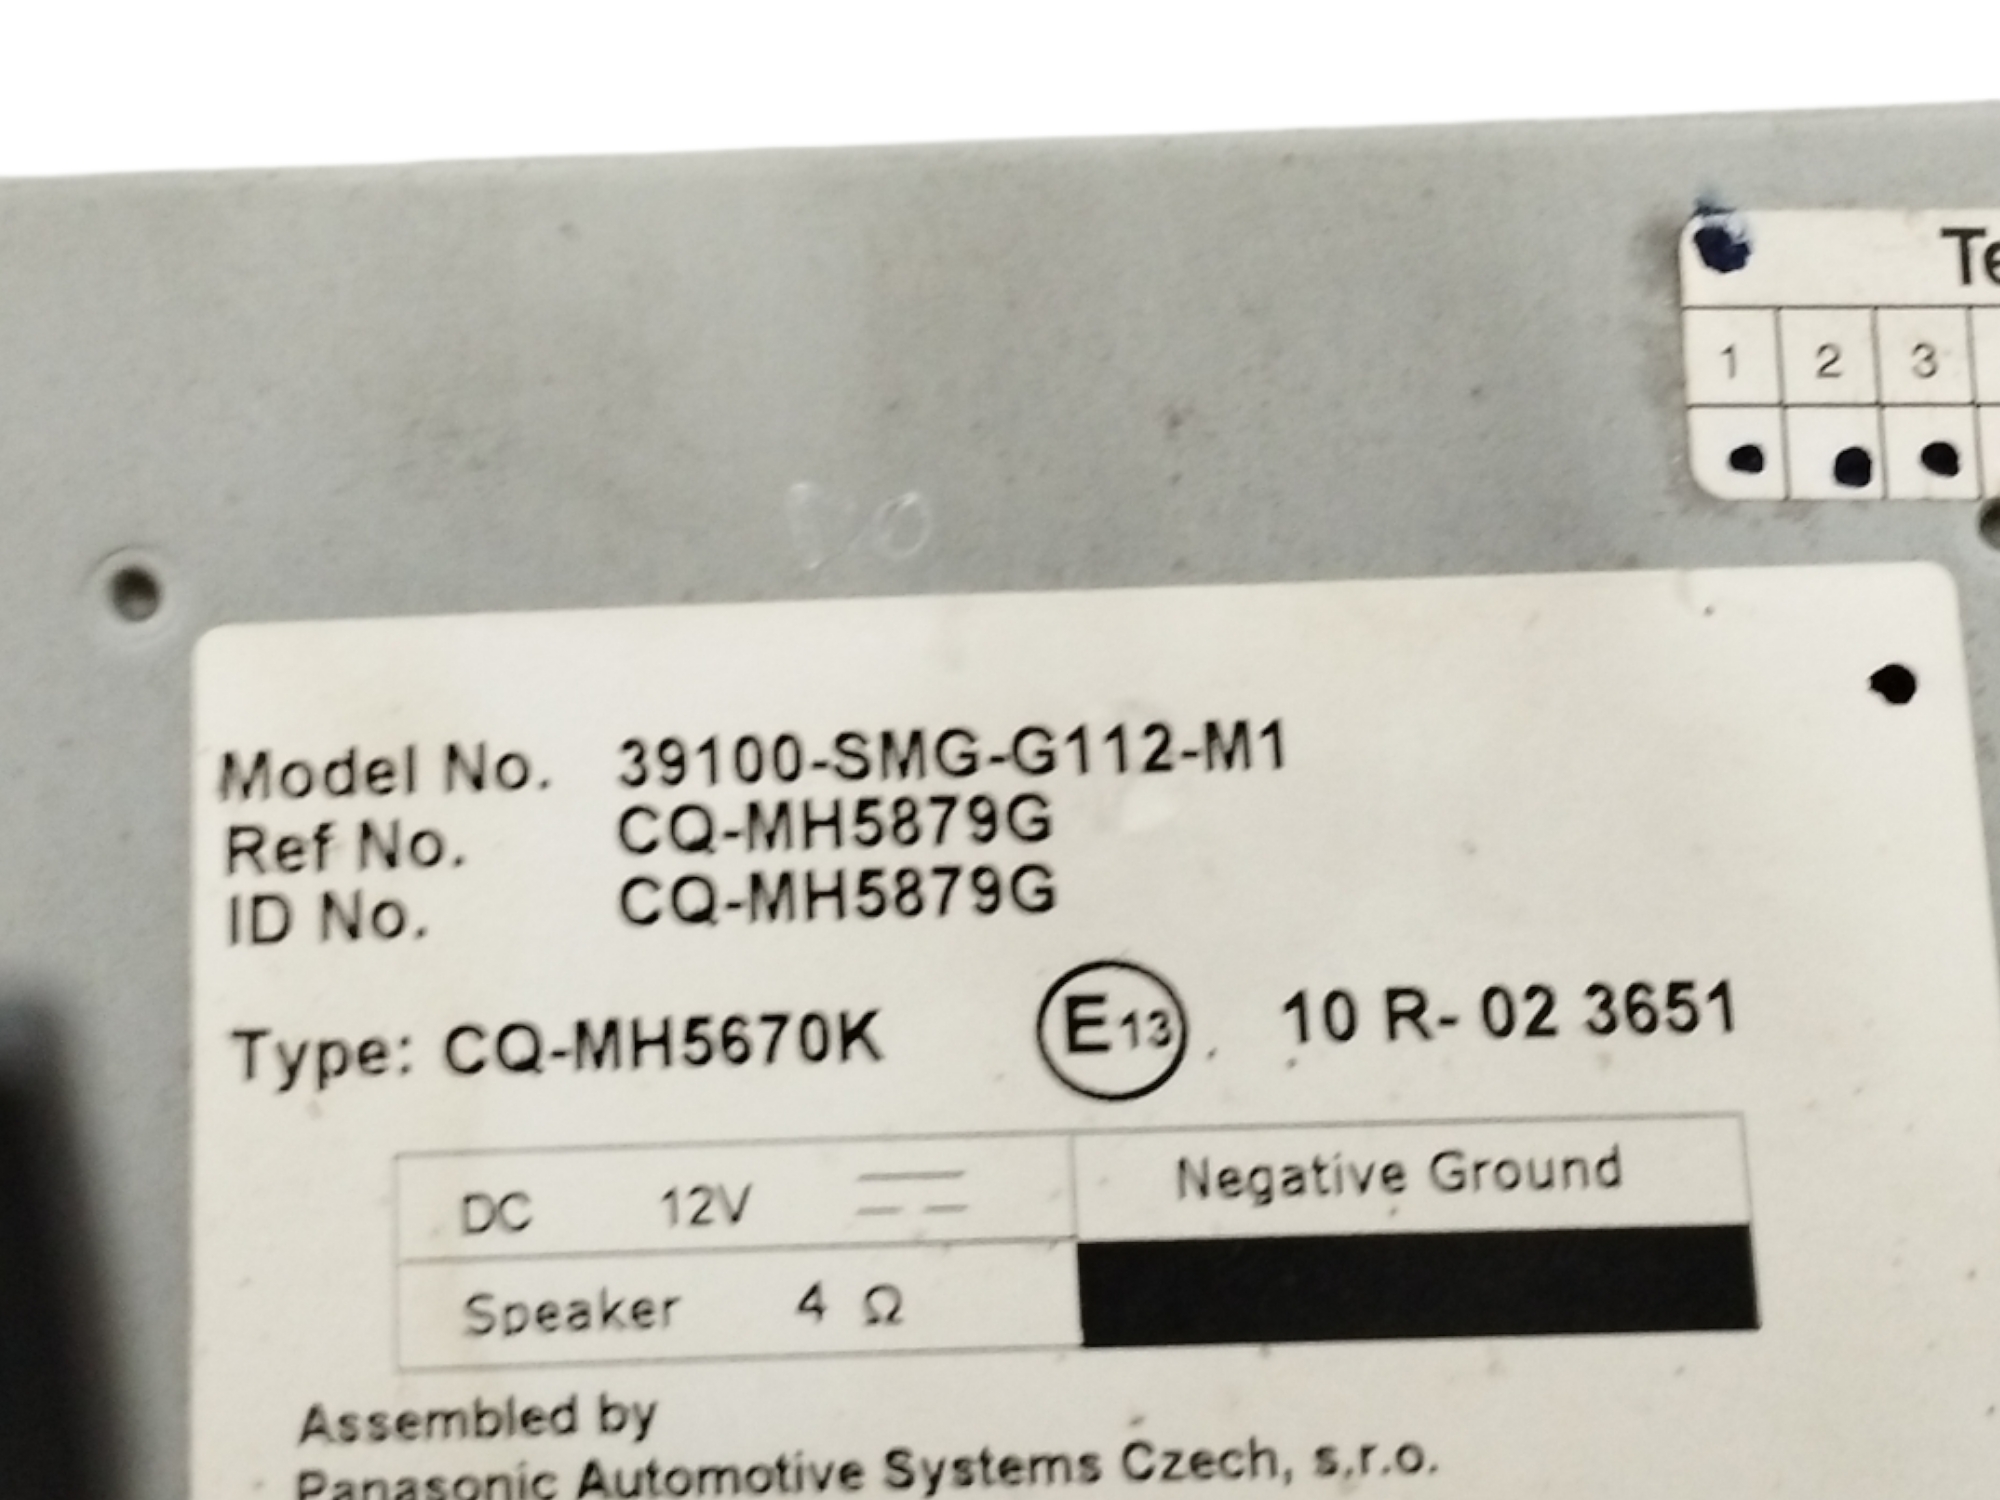 Te
1 2 3
Model No. 39100-SMG-G112-M1
Ref No. CQ-MH5879G
ID No. CQ-MH5879G
Type: CQ-MH5670K E13 10 R- 02 3651
DC 12V Negative Ground
Speaker 4 Ω
Assembled by
Panasonic Automotive Systems Czech, s.r.o.